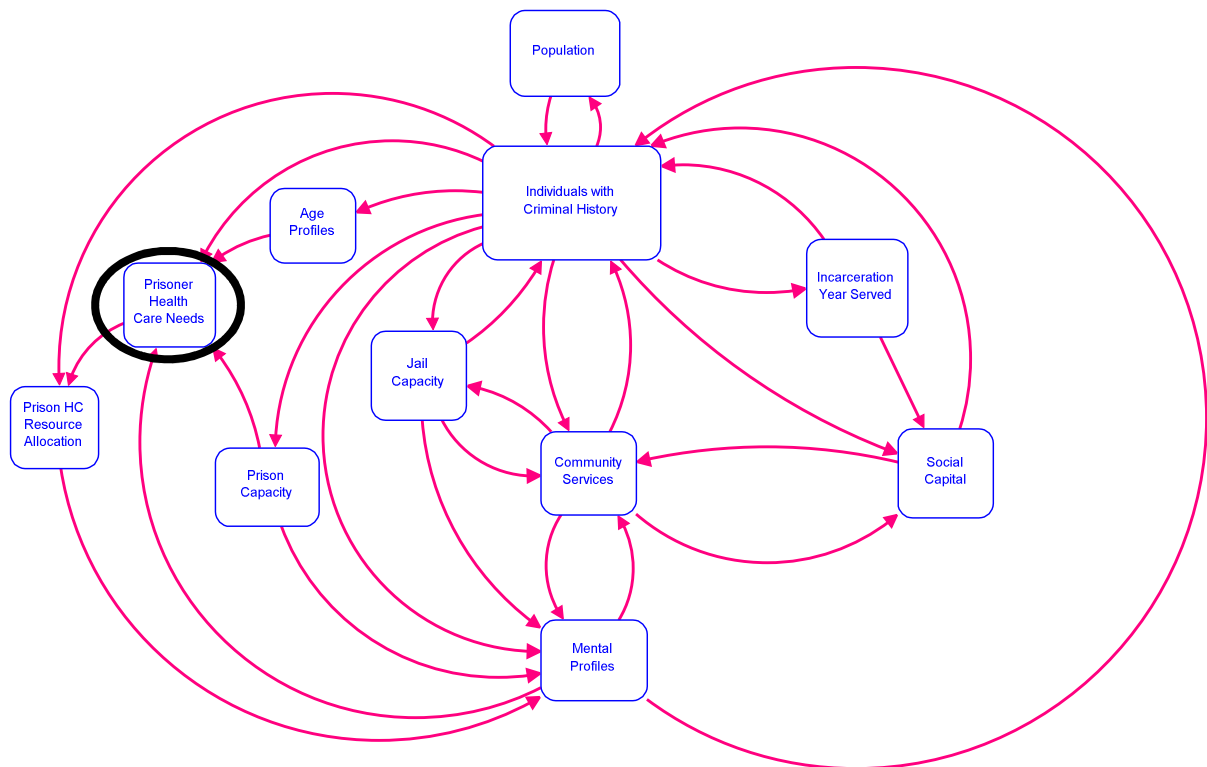 Population
Individuals with
Criminal History
Age
Profiles
Incarceration
Year Served
Prisoner
Health
Care Needs
Jail
Capacity
Prison HC
Resource
Allocation
Prison
Capacity
Community
Services
Social
Capital
Mental
Profiles